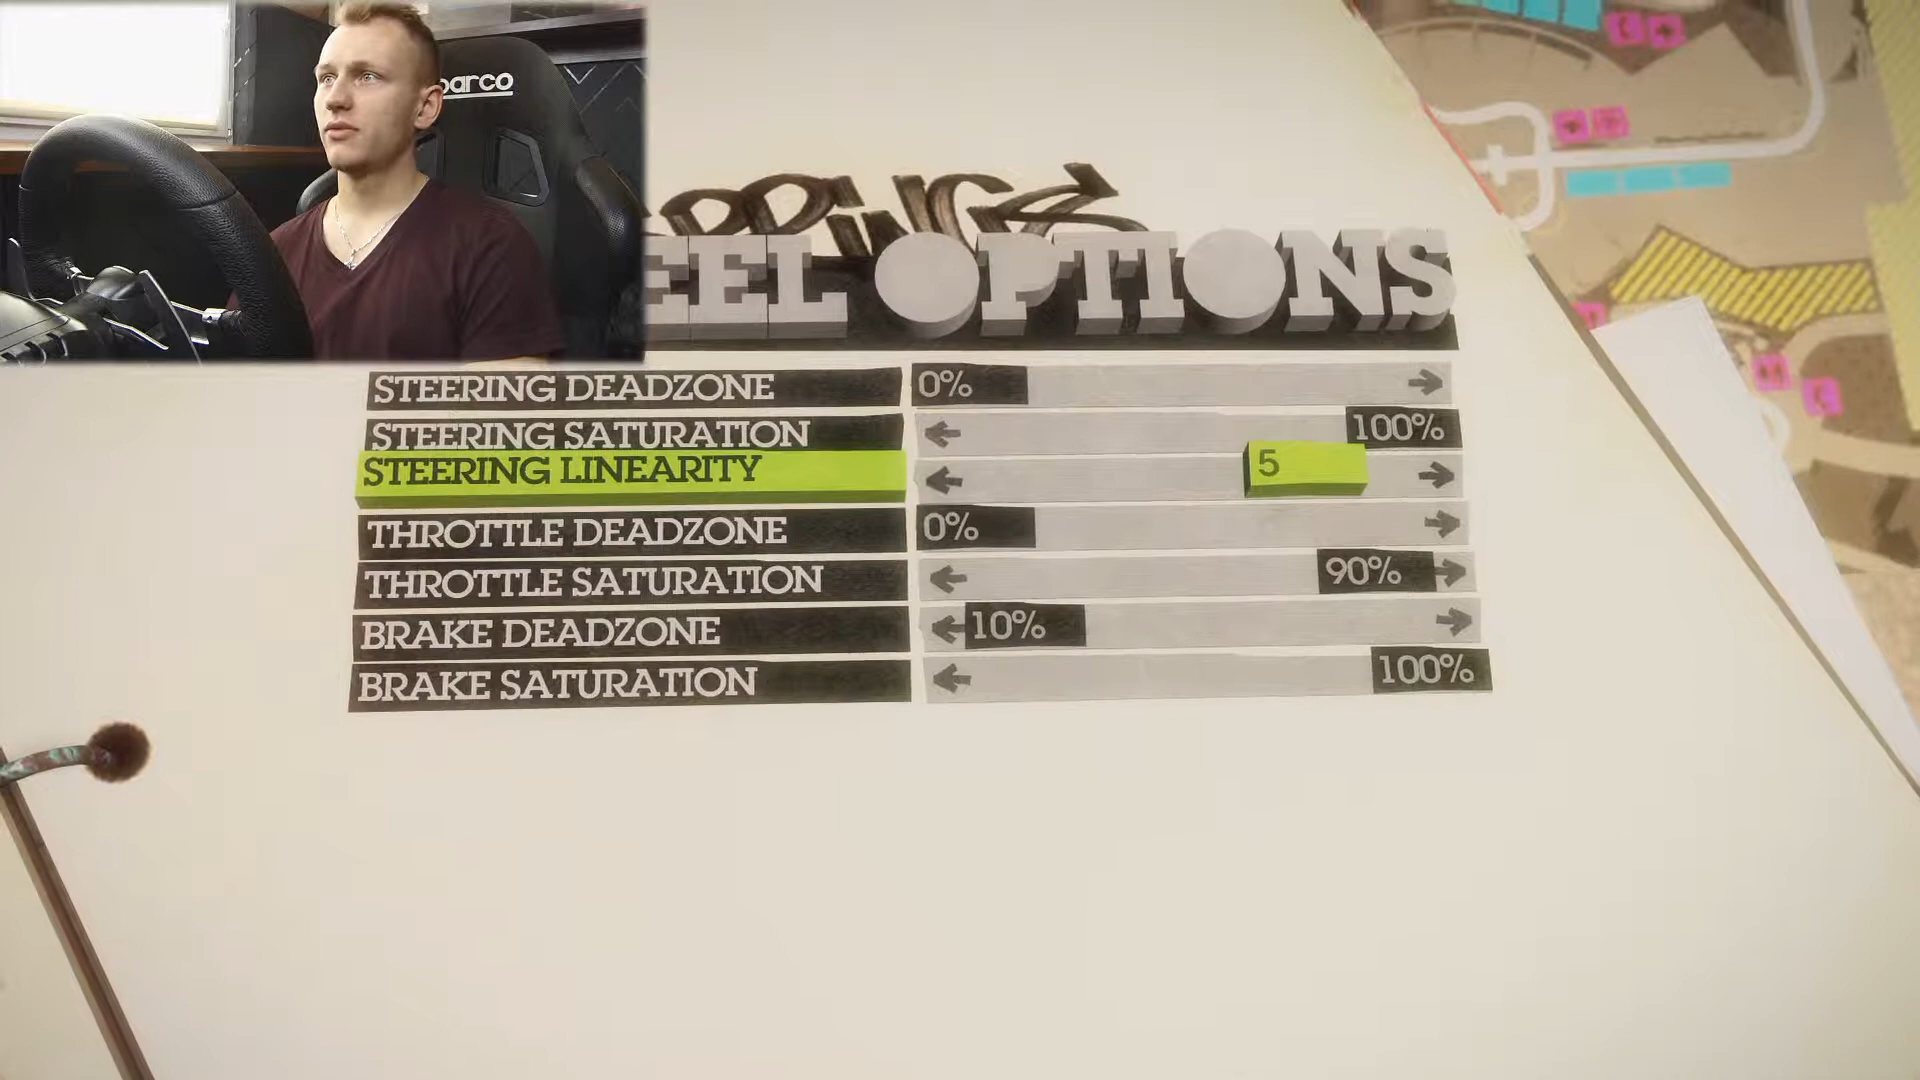 parco
PPINGS
EEL OPTIONS
STEERING DEADZONE 0%
STEERING SATURATION 100%
STEERING LINEARITY 5
THROTTLE DEADZONE 0%
THROTTLE SATURATION 90%
BRAKE DEADZONE 10%
BRAKE SATURATION 100%